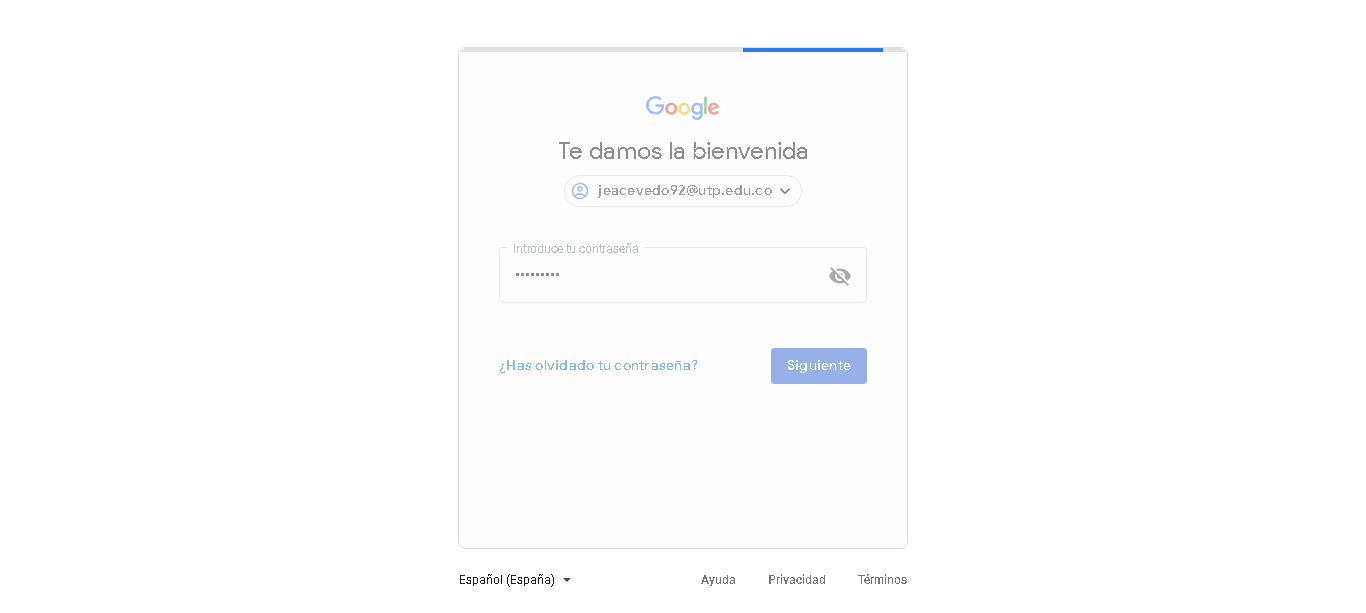 Google
Te damos la bienvenida
jeacevedo92@utp.edu.co
Introduce tu contraseña
•••••••••
¿Has olvidado tu contraseña? Siguiente
Español (España) Ayuda Privacidad Términos